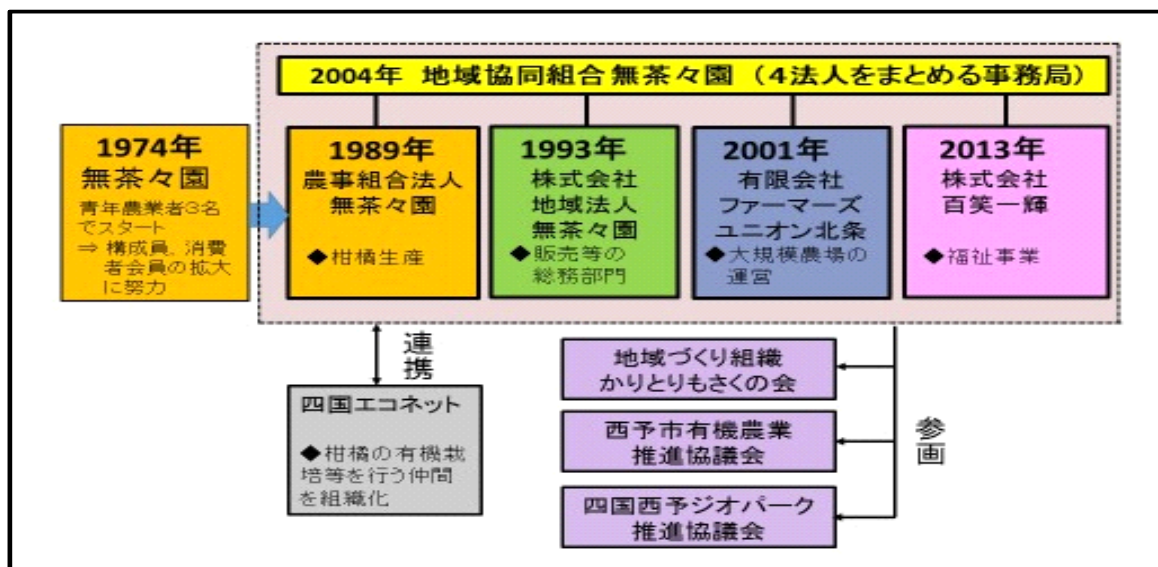 2004年 地域協同組合無茶々園（４法人をまとめる事務局）
1974年
無茶々園
青年農業者3名
でスタート
⇒ 構成員、消費
者会員の拡大
に努力
1989年
農事組合法人
無茶々園
◆柑橘生産
1993年
株式会社
地域法人
無茶々園
◆販売等の
総務部門
2001年
有限会社
ファーマーズ
ユニオン北条
◆大規模農場の
運営
2013年
株式会社
百笑一輝
◆福祉事業
連携
四国エコネット
◆柑橘の有機栽
培等を行う仲間
を組織化
地域づくり組織
かりとりもさくの会
西予市有機農業
推進協議会
四国西予ジオパーク
推進協議会
参画